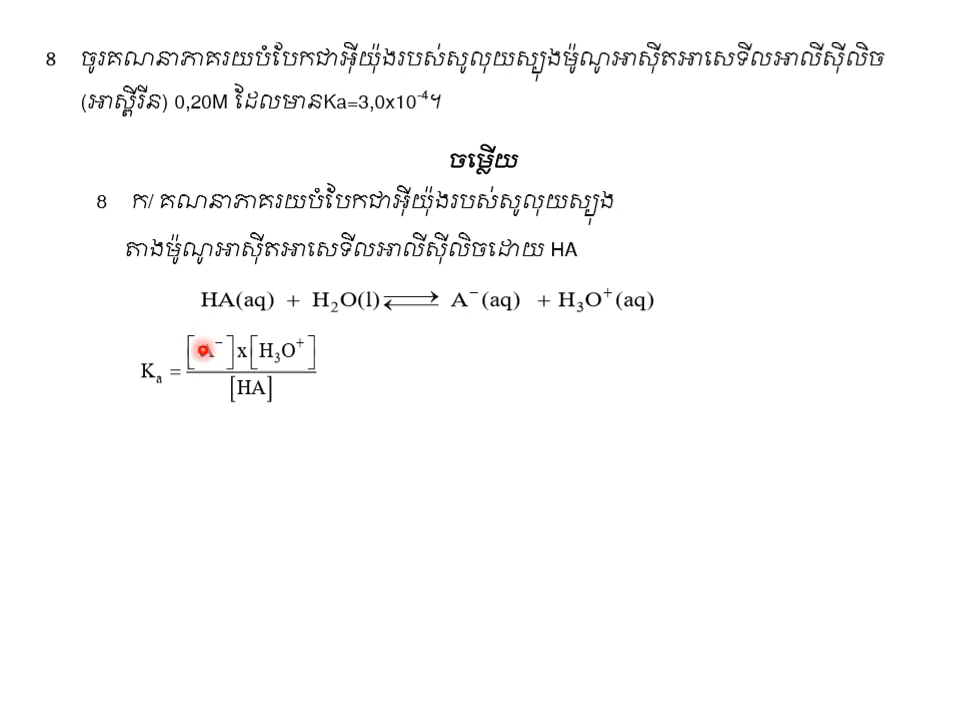 8 ចូរគណនាភាគរយបំបែកជាអ៊ីយ៉ុងរបស់សូលុយស្យុងម៉ូណូអាស៊ីតអាសេទីលអាលីស៊ីលិច
(អាស្ពីរីន) 0,20M ដែលមានKa=3,0x10⁻⁴។
ចម្លើយ
8 ក/ គណនាភាគរយបំបែកជាអ៊ីយ៉ុងរបស់សូលុយស្យុង
តាងម៉ូណូអាស៊ីតអាសេទីលអាលីស៊ីលិចដោយ HA
HA(aq) + H₂O(l) ⇌ A⁻(aq) + H₃O⁺(aq)
Kₐ = [A⁻]x[H₃O⁺] / [HA]